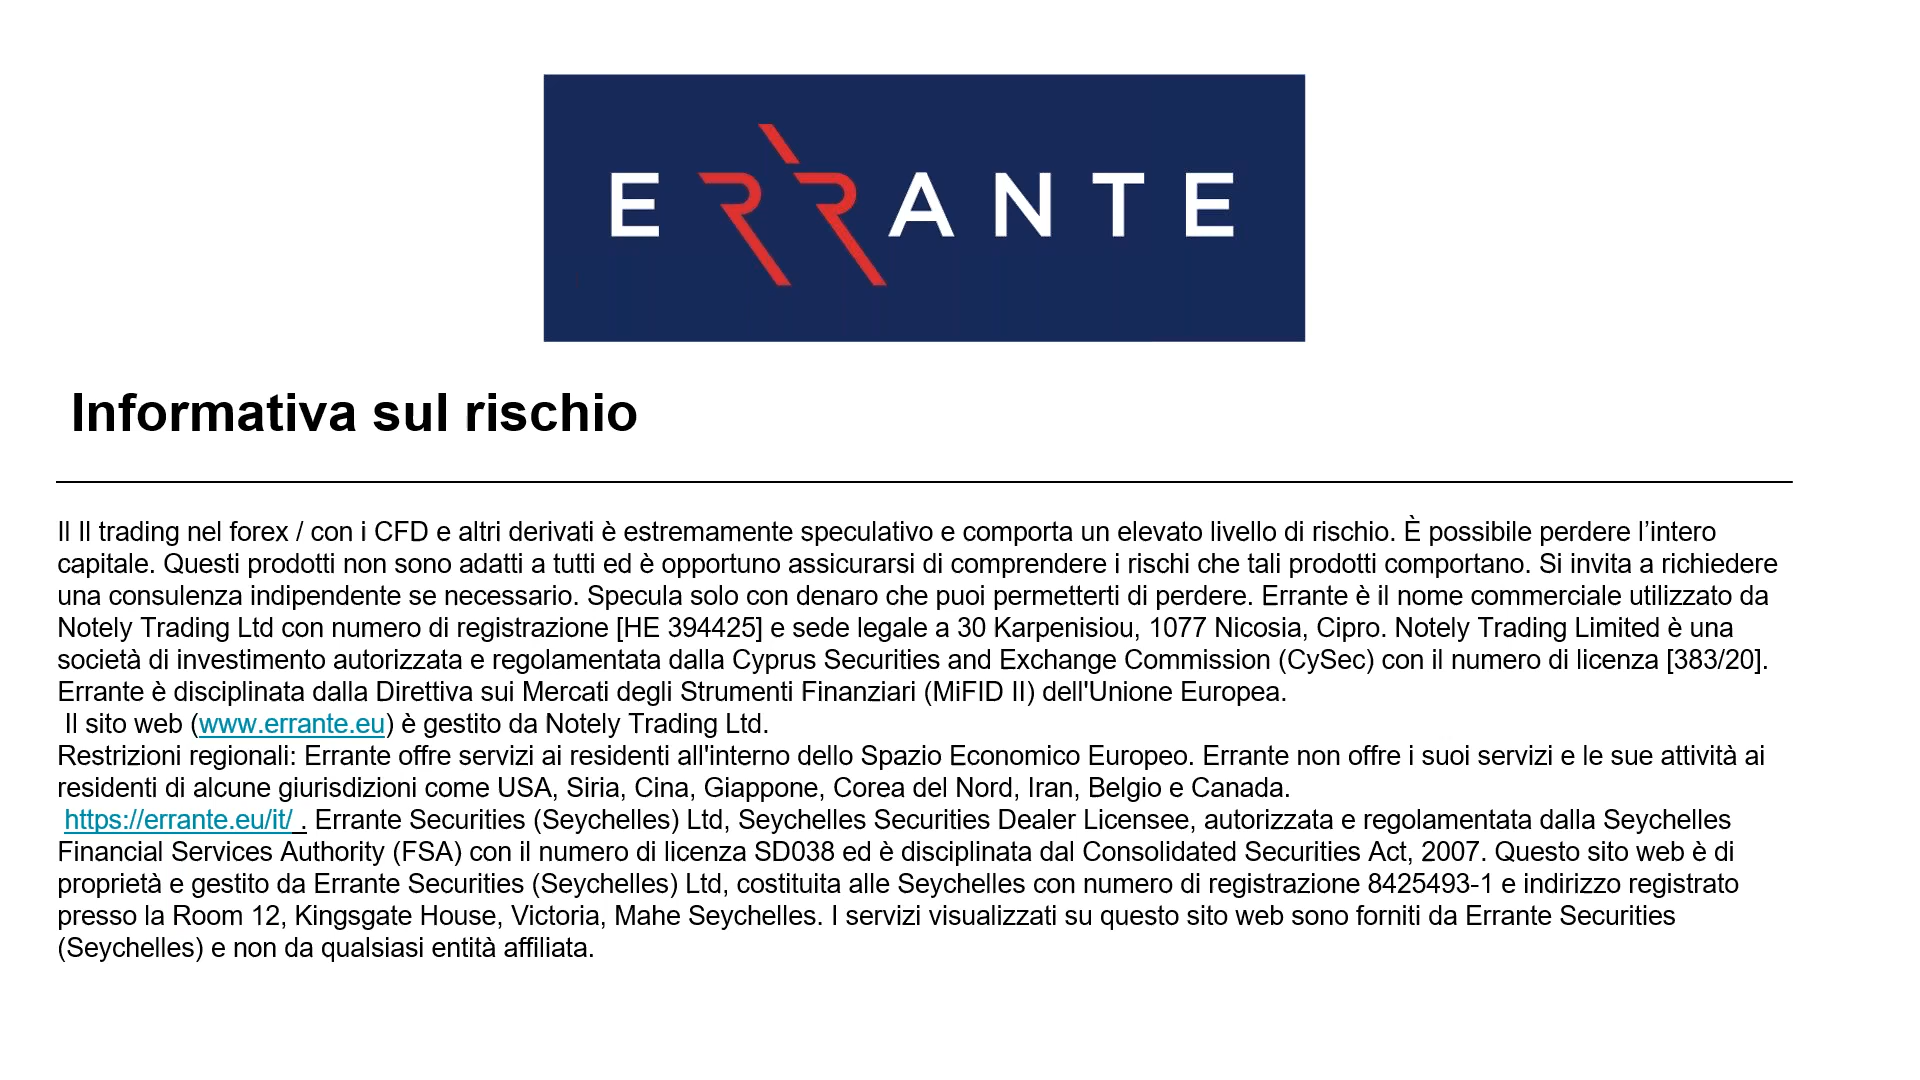 ERRANTE
Informativa sul rischio
Il Il trading nel forex / con i CFD e altri derivati è estremamente speculativo e comporta un elevato livello di rischio. È possibile perdere l’intero
capitale. Questi prodotti non sono adatti a tutti ed è opportuno assicurarsi di comprendere i rischi che tali prodotti comportano. Si invita a richiedere
una consulenza indipendente se necessario. Specula solo con denaro che puoi permetterti di perdere. Errante è il nome commerciale utilizzato da
Notely Trading Ltd con numero di registrazione [HE 394425] e sede legale a 30 Karpenisiou, 1077 Nicosia, Cipro. Notely Trading Limited è una
società di investimento autorizzata e regolamentata dalla Cyprus Securities and Exchange Commission (CySec) con il numero di licenza [383/20].
Errante è disciplinata dalla Direttiva sui Mercati degli Strumenti Finanziari (MiFID II) dell'Unione Europea.
Il sito web (www.errante.eu) è gestito da Notely Trading Ltd.
Restrizioni regionali: Errante offre servizi ai residenti all'interno dello Spazio Economico Europeo. Errante non offre i suoi servizi e le sue attività ai
residenti di alcune giurisdizioni come USA, Siria, Cina, Giappone, Corea del Nord, Iran, Belgio e Canada.
https://errante.eu/it/ . Errante Securities (Seychelles) Ltd, Seychelles Securities Dealer Licensee, autorizzata e regolamentata dalla Seychelles
Financial Services Authority (FSA) con il numero di licenza SD038 ed è disciplinata dal Consolidated Securities Act, 2007. Questo sito web è di
proprietà e gestito da Errante Securities (Seychelles) Ltd, costituita alle Seychelles con numero di registrazione 8425493-1 e indirizzo registrato
presso la Room 12, Kingsgate House, Victoria, Mahe Seychelles. I servizi visualizzati su questo sito web sono forniti da Errante Securities
(Seychelles) e non da qualsiasi entità affiliata.